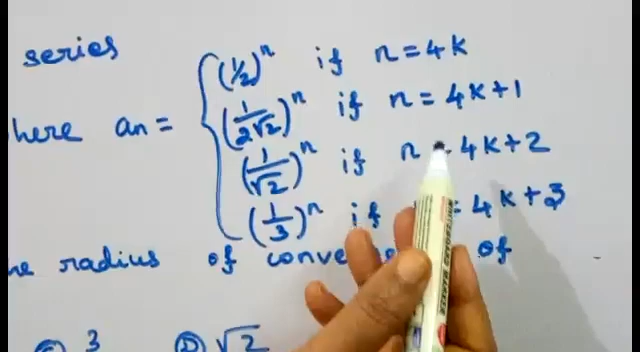 series
here an = { (1/2)^n if n = 4k
(1/2√2)^n if n = 4k+1
(1/√2)^n if n = 4k+2
(1/3)^n if = 4k+3
radius of of
3 D √2